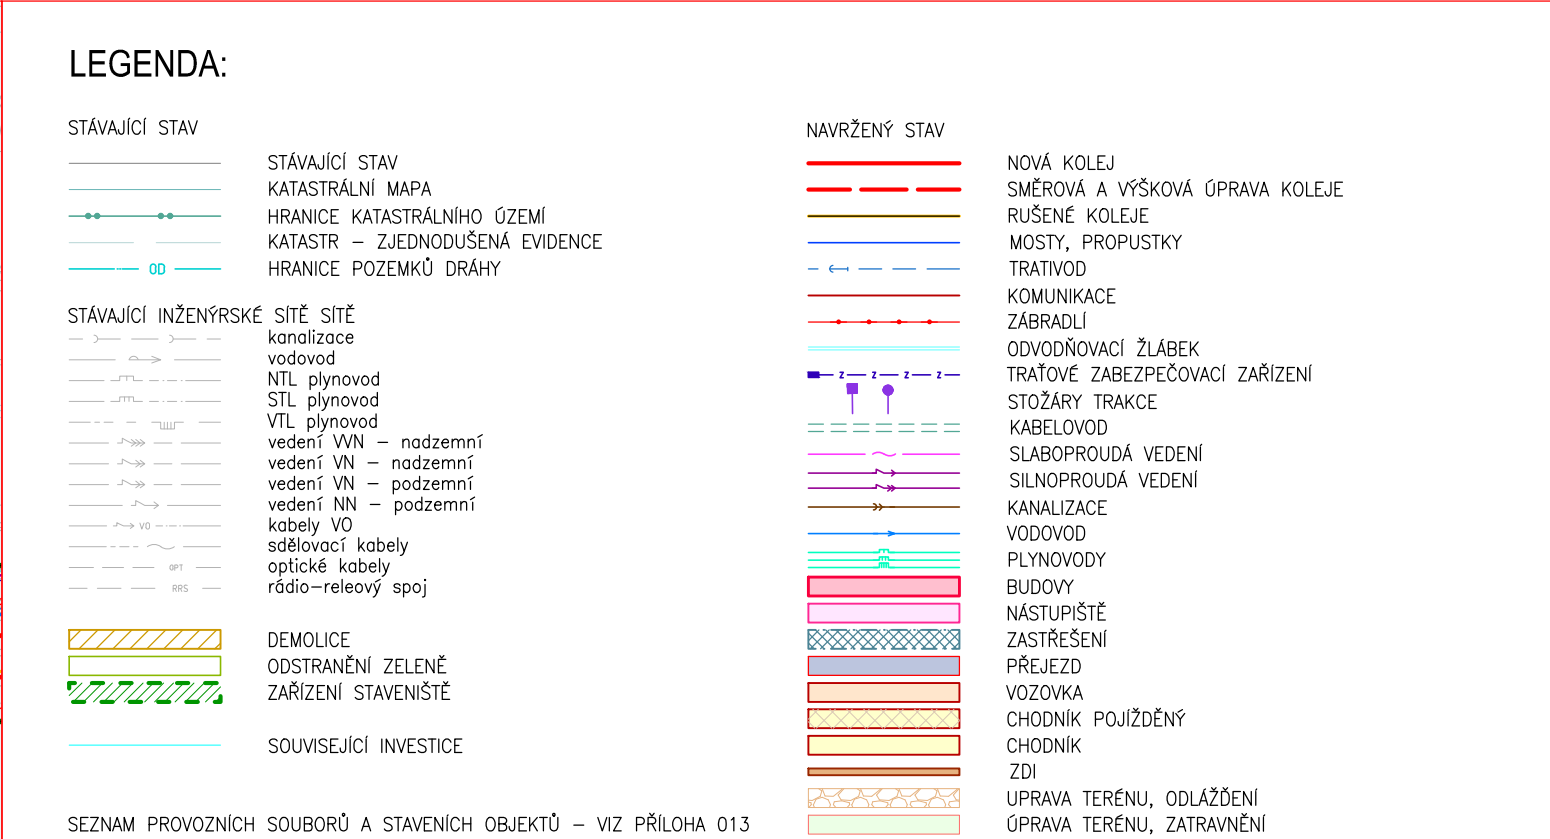 LEGENDA:
STÁVAJÍCÍ STAV
STÁVAJÍCÍ STAV
KATASTRÁLNÍ MAPA
HRANICE KATASTRÁLNÍHO ÚZEMÍ
KATASTR – ZJEDNODUŠENÁ EVIDENCE
OD HRANICE POZEMKŮ DRÁHY
STÁVAJÍCÍ INŽENÝRSKÉ SÍTĚ SÍTĚ
kanalizace
vodovod
NTL plynovod
STL plynovod
VTL plynovod
vedení VVN – nadzemní
vedení VN – nadzemní
vedení VN – podzemní
vedení NN – podzemní
VO kabely VO
sdělovací kabely
OPT optické kabely
RRS rádio–releový spoj
DEMOLICE
ODSTRANĚNÍ ZELENĚ
ZAŘÍZENÍ STAVENIŠTĚ
SOUVISEJÍCÍ INVESTICE
SEZNAM PROVOZNÍCH SOUBORŮ A STAVENÍCH OBJEKTŮ – VIZ PŘÍLOHA 013
NAVRŽENÝ STAV
NOVÁ KOLEJ
SMĚROVÁ A VÝŠKOVÁ ÚPRAVA KOLEJE
RUŠENÉ KOLEJE
MOSTY, PROPUSTKY
TRATIVOD
KOMUNIKACE
ZÁBRADLÍ
ODVODŇOVACÍ ŽLÁBEK
z z z z TRAŤOVÉ ZABEZPEČOVACÍ ZAŘÍZENÍ
STOŽÁRY TRAKCE
KABELOVOD
SLABOPROUDÁ VEDENÍ
SILNOPROUDÁ VEDENÍ
KANALIZACE
VODOVOD
PLYNOVODY
BUDOVY
NÁSTUPIŠTĚ
ZASTŘEŠENÍ
PŘEJEZD
VOZOVKA
CHODNÍK POJÍŽDĚNÝ
CHODNÍK
ZDI
UPRAVA TERÉNU, ODLÁŽDĚNÍ
ÚPRAVA TERÉNU, ZATRAVNĚNÍ